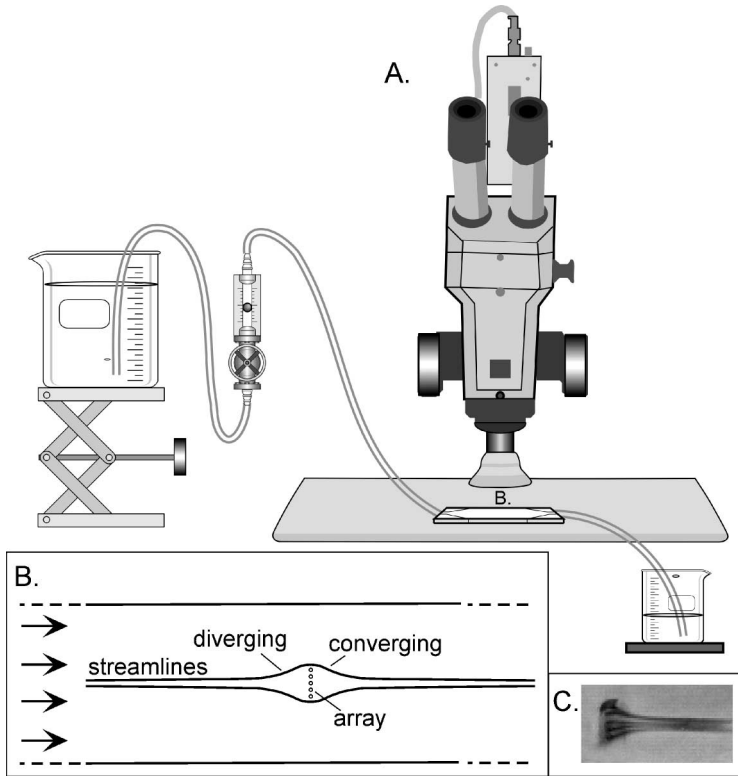 A.
B.
B.
diverging
converging
streamlines
array
C.